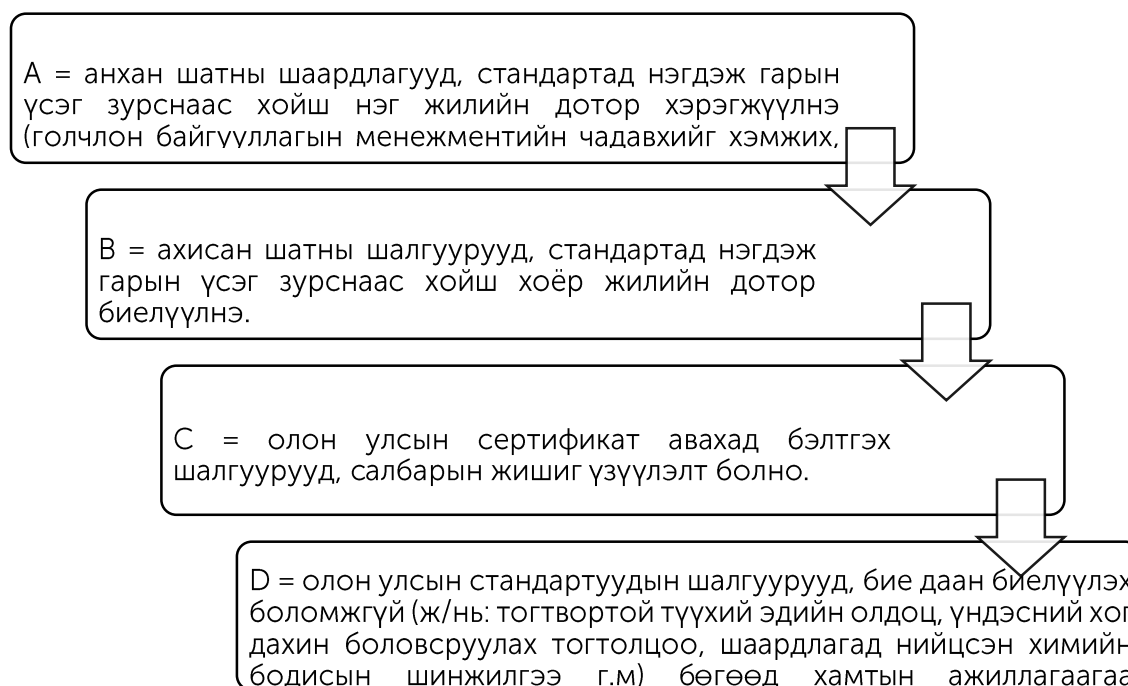 A = анхан шатны шаардлагууд, стандартад нэгдэж гарын
үсэг зурснаас хойш нэг жилийн дотор хэрэгжүүлнэ
(голчлон байгууллагын менежментийн чадавхийг хэмжих,
B = ахисан шатны шалгуурууд, стандартад нэгдэж
гарын үсэг зурснаас хойш хоёр жилийн дотор
биелүүлнэ.
C = олон улсын сертификат авахад бэлтгэх
шалгуурууд, салбарын жишиг үзүүлэлт болно.
D = олон улсын стандартуудын шалгуурууд, бие даан биелүүлэх
боломжгүй (ж/нь: тогтвортой түүхий эдийн олдоц, үндэсний хог
дахин боловсруулах тогтолцоо, шаардлагад нийцсэн химийн
бодисын шинжилгээ г.м) бөгөөд хамтын ажиллагаагаа